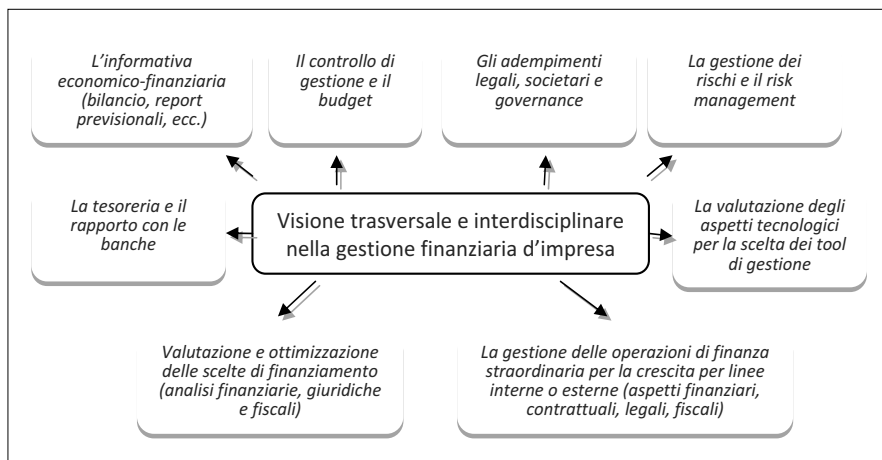 L’informativa
economico-finanziaria
(bilancio, report
previsionali, ecc.)
Il controllo di
gestione e il
budget
Gli adempimenti
legali, societari e
governance
La gestione dei
rischi e il risk
management
La tesoreria e il
rapporto con le
banche
Visione trasversale e interdisciplinare
nella gestione finanziaria d’impresa
La valutazione degli
aspetti tecnologici
per la scelta dei tool
di gestione
Valutazione e ottimizzazione
delle scelte di finanziamento
(analisi finanziarie, giuridiche
e fiscali)
La gestione delle operazioni di finanza
straordinaria per la crescita per linee
interne o esterne (aspetti finanziari,
contrattuali, legali, fiscali)